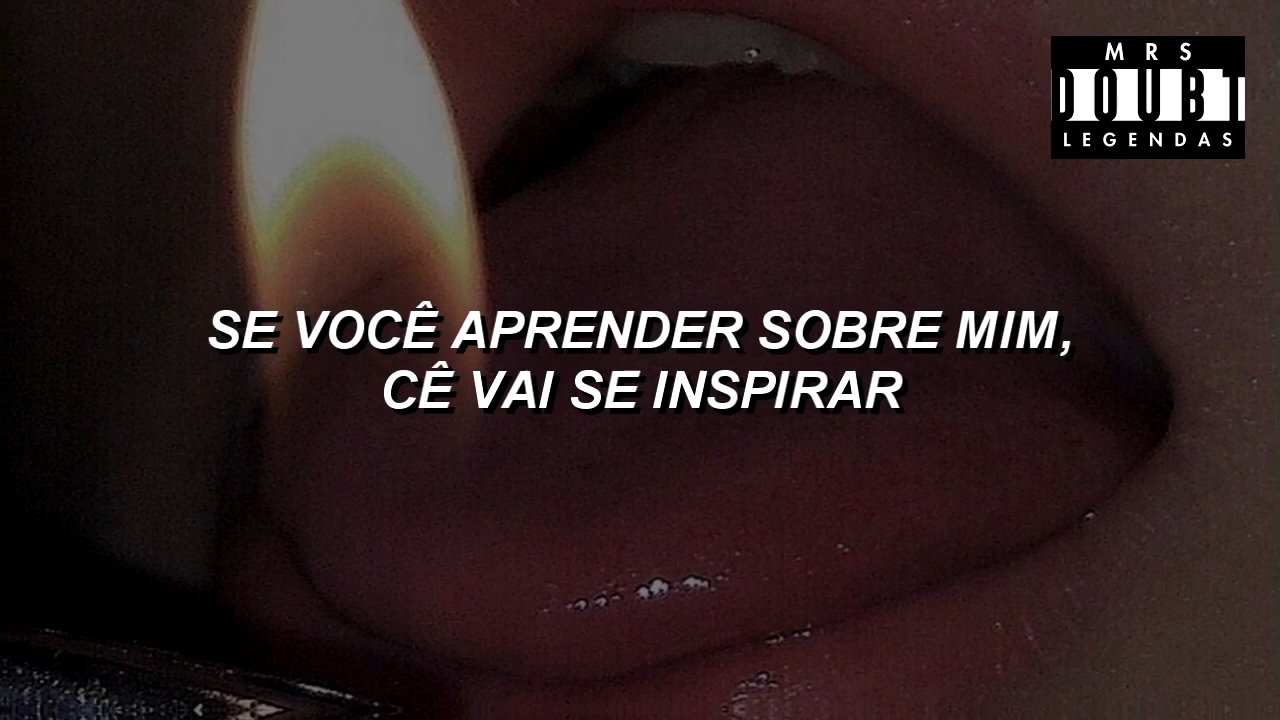 MRS
DOUBT
LEGENDAS
SE VOCÊ APRENDER SOBRE MIM,
CÊ VAI SE INSPIRAR